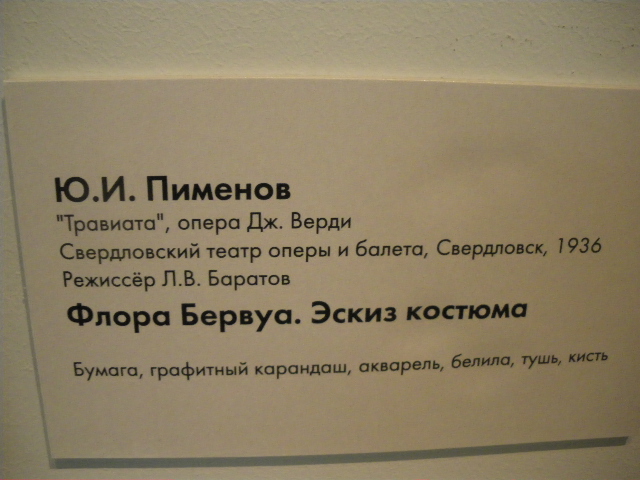 Ю.И. Пименов
"Травиата", опера Дж. Верди
Свердловский театр оперы и балета, Свердловск, 1936
Режиссёр Л.В. Баратов
Флора Бервуа. Эскиз костюма
Бумага, графитный карандаш, акварель, белила, тушь, кисть